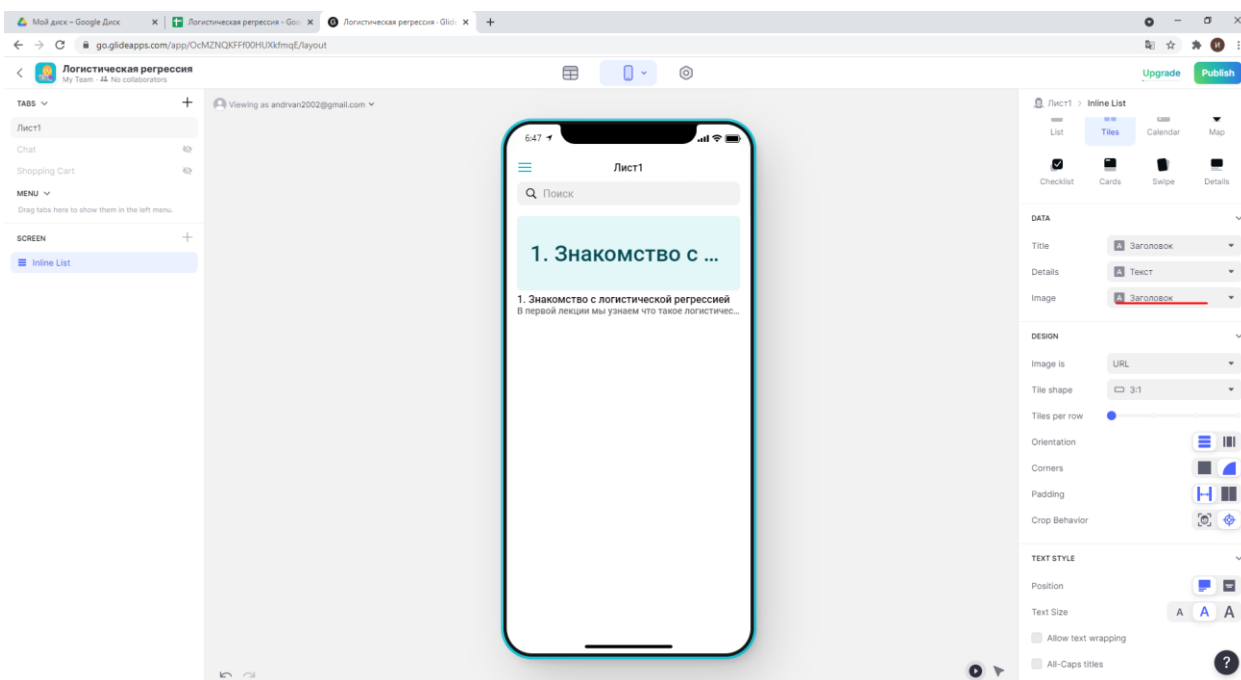 Мой диск – Google Диск
Логистическая регрессия - Goo
Логистическая регрессия - Glide
go.glideapps.com/app/OcMZNQKFFf00HUXkfmqE/layout
И
Логистическая регрессия
My Team · No collaborators
Upgrade
Publish
TABS
Лист1
Chat
Shopping Cart
MENU
Drag tabs here to show them in the left menu.
SCREEN
Inline List
Viewing as andrvan2002@gmail.com
6:47
Лист1
Поиск
1. Знакомство с ...
1. Знакомство с логистической регрессией
В первой лекции мы узнаем что такое логистичес...
Лист1 > Inline List
List Tiles Calendar Map
Checklist Cards Swipe Details
DATA
Title A Заголовок
Details A Текст
Image A Заголовок
DESIGN
Image is URL
Tile shape 3:1
Tiles per row
Orientation
Corners
Padding
Crop Behavior
TEXT STYLE
Position
Text Size A A A
Allow text wrapping
All-Caps titles
?